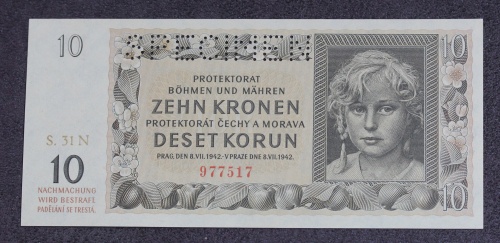 10
SPECIMEN
10
PROTEKTORAT
BÖHMEN UND MÄHREN
ZEHN KRONEN
PROTEKTORÁT ČECHY A MORAVA
DESET KORUN
PRAG, DEN 8. VII. 1942. - V PRAZE DNE 8. VII. 1942.
977517
S. 31 N
10
NACHMACHUNG
WIRD BESTRAFT.
PADĚLÁNÍ SE TRESTÁ.
10